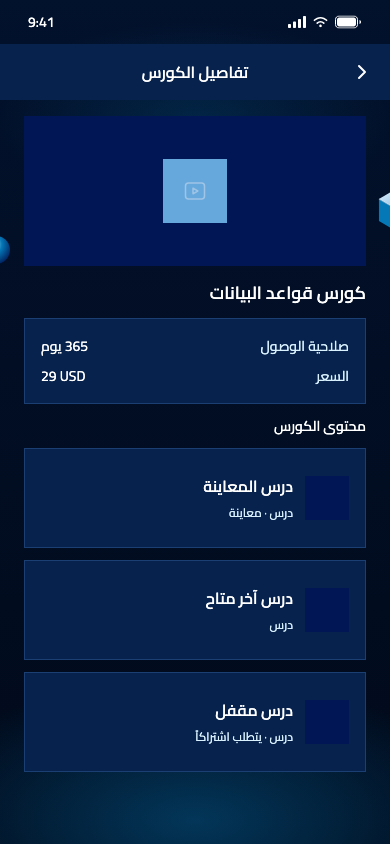 9:41
تفاصيل الكورس
كورس قواعد البيانات
صلاحية الوصول 365 يوم
السعر 29 USD
محتوى الكورس
درس المعاينة
درس · معاينة
درس آخر متاح
درس
درس مقفل
درس · يتطلب اشتراكاً